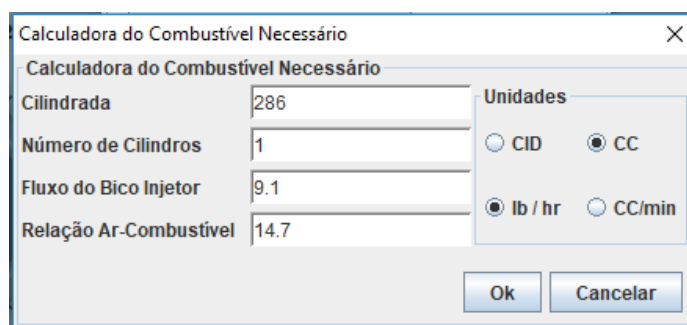 Calculadora do Combustível Necessário
Calculadora do Combustível Necessário
Cilindrada 286
Número de Cilindros 1
Fluxo do Bico Injetor 9.1
Relação Ar-Combustível 14.7
Unidades
CID CC
lb / hr CC/min
Ok Cancelar